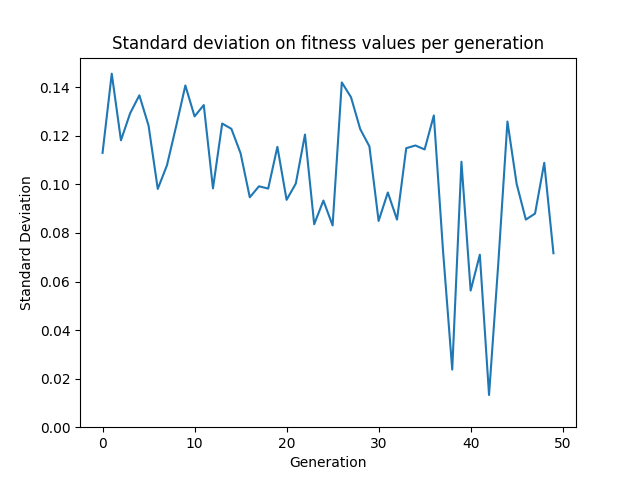 Standard deviation on fitness values per generation
Standard Deviation
0.14
0.12
0.10
0.08
0.06
0.04
0.02
0.00
0 10 20 30 40 50
Generation